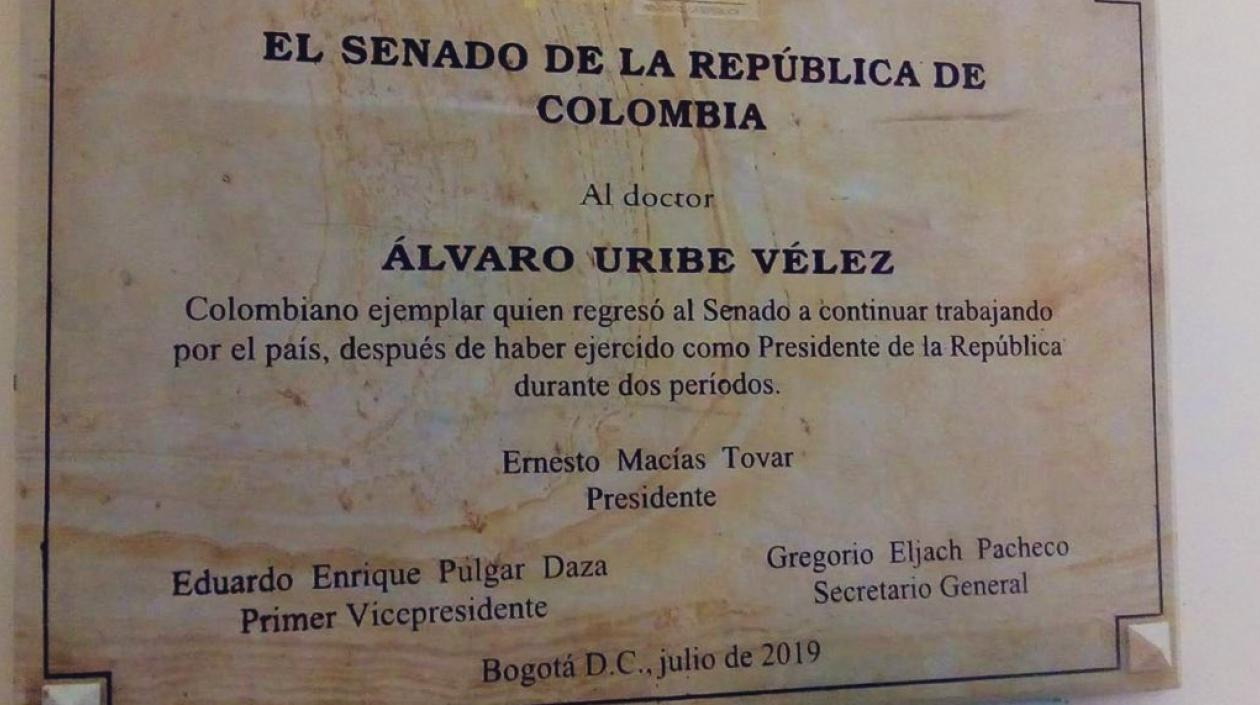 EL SENADO DE LA REPÚBLICA DE
COLOMBIA
Al doctor
ÁLVARO URIBE VÉLEZ
Colombiano ejemplar quien regresó al Senado a continuar trabajando
por el país, después de haber ejercido como Presidente de la República
durante dos períodos.
Ernesto Macías Tovar
Presidente
Eduardo Enrique Pulgar Daza
Primer Vicepresidente
Gregorio Eljach Pacheco
Secretario General
Bogotá D.C., julio de 2019